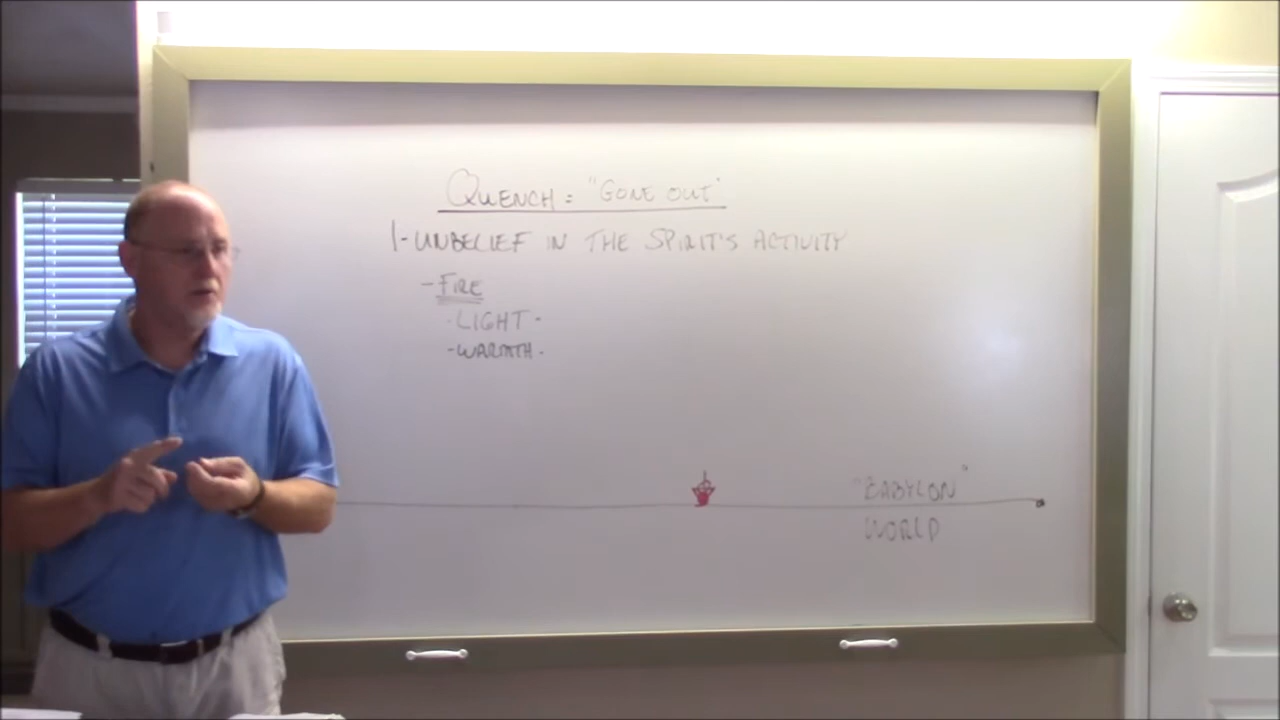 QUENCH = "GONE OUT"
1-UNBELIEF IN THE SPIRIT'S ACTIVITY
-FIRE
-LIGHT-
-WARMTH-
"BABYLON"
WORLD